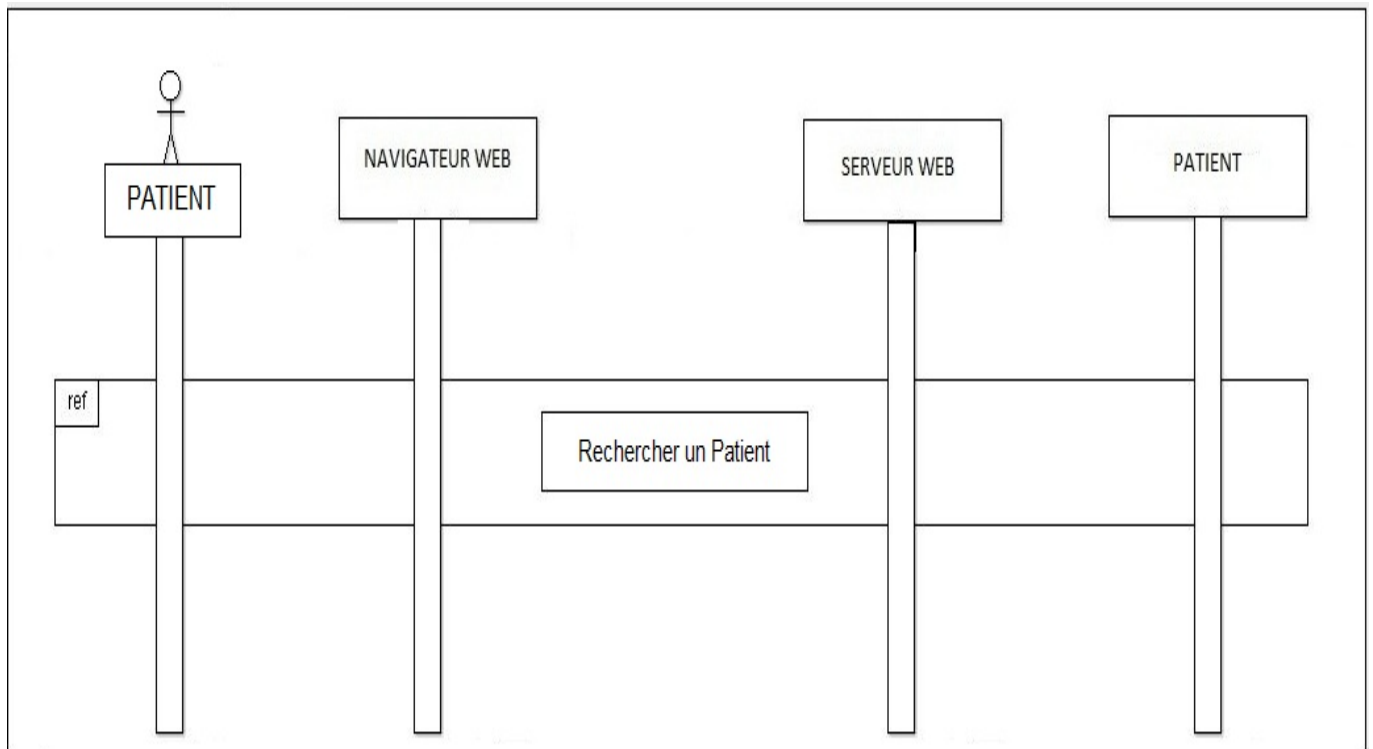 PATIENT
NAVIGATEUR WEB
SERVEUR WEB
PATIENT
ref
Rechercher un Patient